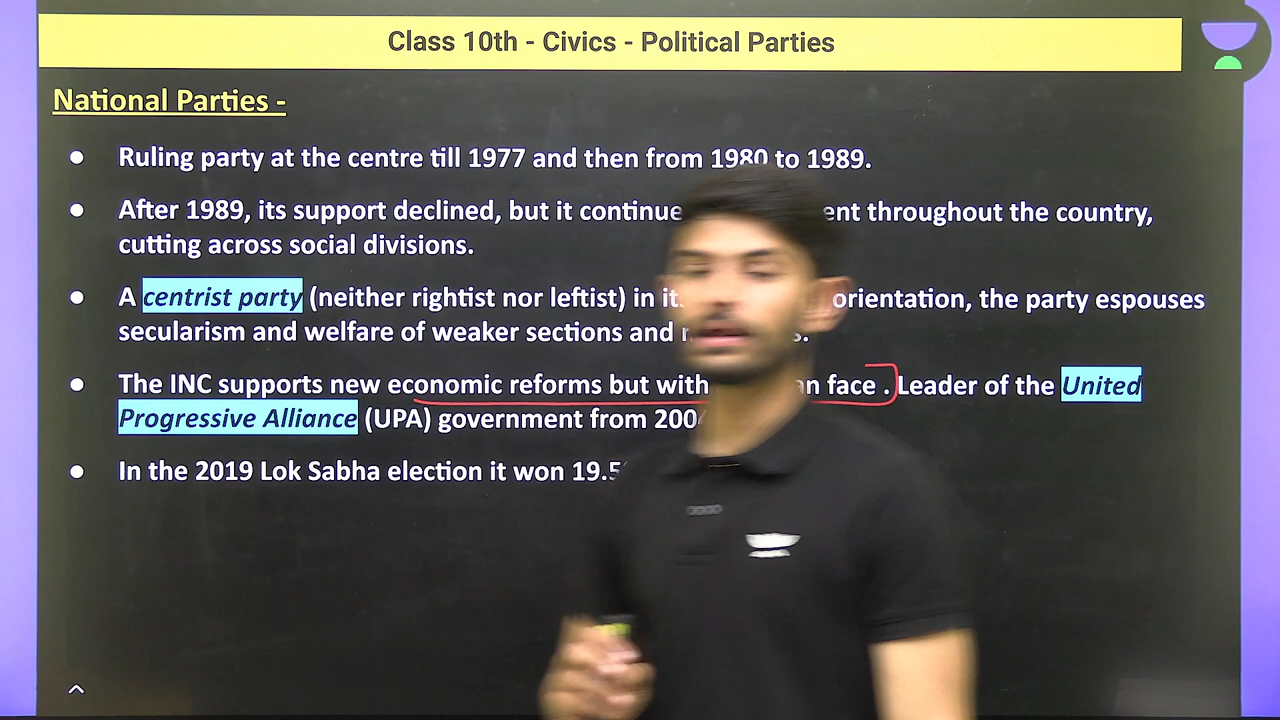 Class 10th - Civics - Political Parties
National Parties -
● Ruling party at the centre till 1977 and then from 1980 to 1989.
● After 1989, its support declined, but it continue throughout the country,
cutting across social divisions.
● A centrist party (neither rightist nor leftist) in orientation, the party espouses
secularism and welfare of weaker sections and
● The INC supports new economic reforms but with face . Leader of the United
Progressive Alliance (UPA) government from
● In the 2019 Lok Sabha election it won